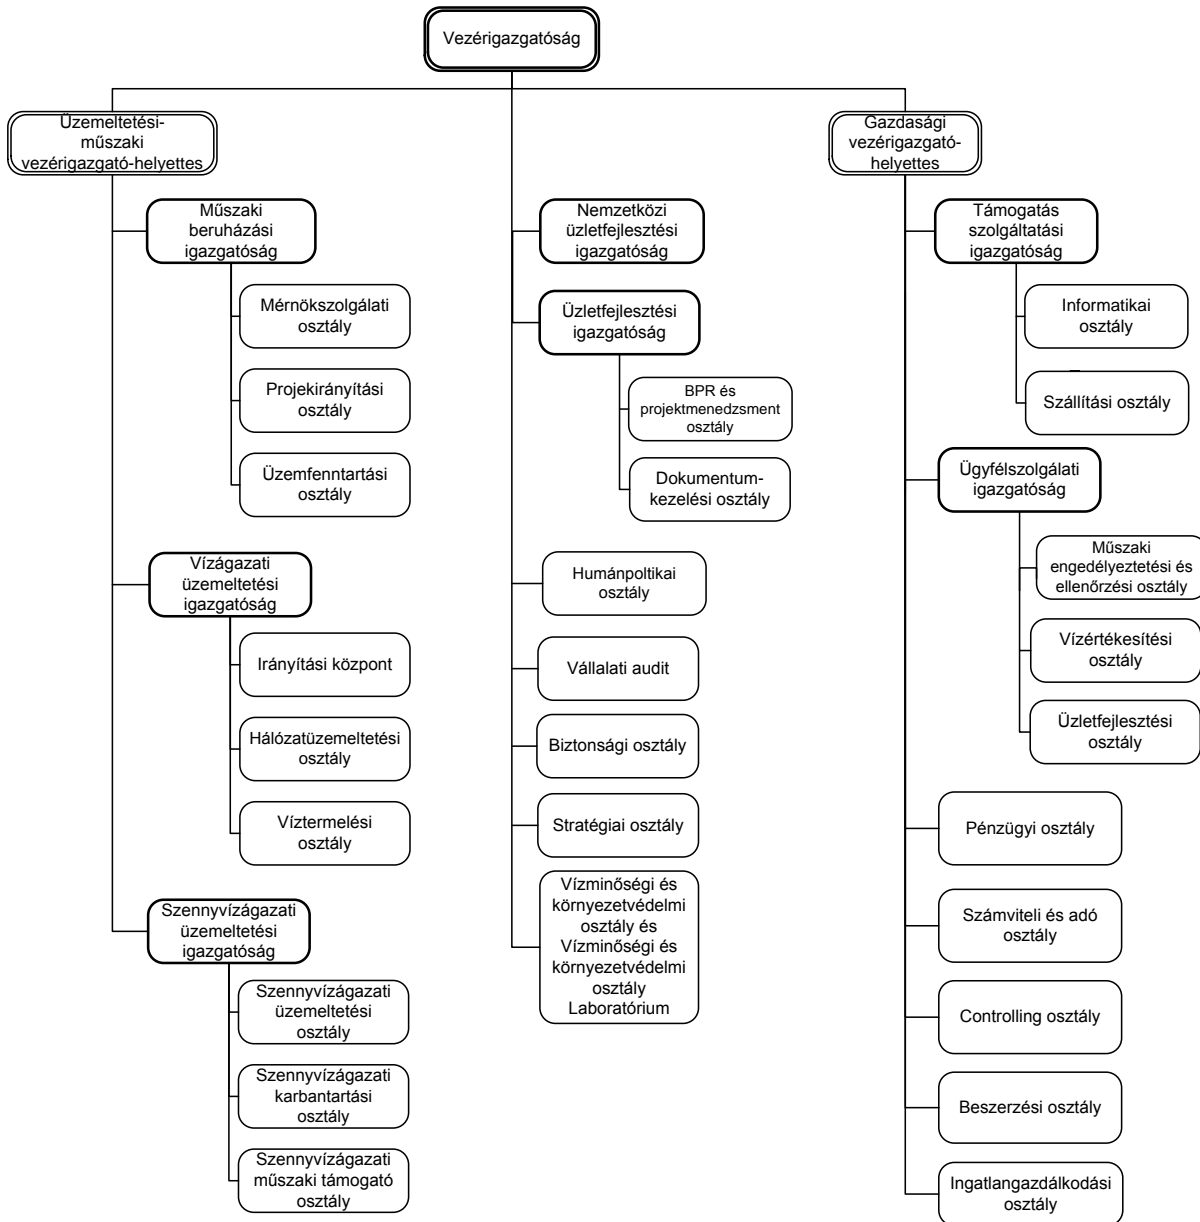 Vezérigazgatóság
Üzemeltetési-
műszaki
vezérigazgató-helyettes
Műszaki
beruházási
igazgatóság
Mérnökszolgálati
osztály
Projekirányítási
osztály
Üzemfenntartási
osztály
Vízágazati
üzemeltetési
igazgatóság
Irányítási központ
Hálózatüzemeltetési
osztály
Víztermelési
osztály
Szennyvízágazati
üzemeltetési
igazgatóság
Szennyvízágazati
üzemeltetési
osztály
Szennyvízágazati
karbantartási
osztály
Szennyvízágazati
műszaki támogató
osztály
Nemzetközi
üzletfejlesztési
igazgatóság
Üzletfejlesztési
igazgatóság
BPR és
projektmenedzsment
osztály
Dokumentum-
kezelési osztály
Humánpoltikai
osztály
Vállalati audit
Biztonsági osztály
Stratégiai osztály
Vízminőségi és
környezetvédelmi
osztály és
Vízminőségi és
környezetvédelmi
osztály
Laboratórium
Gazdasági
vezérigazgató-
helyettes
Támogatás
szolgáltatási
igazgatóság
Informatikai
osztály
Szállítási osztály
Ügyfélszolgálati
igazgatóság
Műszaki
engedélyeztetési és
ellenőrzési osztály
Vízértékesítési
osztály
Üzletfejlesztési
osztály
Pénzügyi osztály
Számviteli és adó
osztály
Controlling osztály
Beszerzési osztály
Ingatlangazdálkodási
osztály